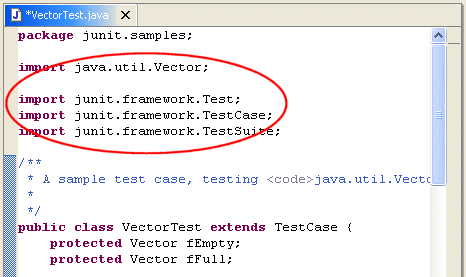 *VectorTest.java
package junit.samples;
import java.util.Vector;
import junit.framework.Test;
import junit.framework.TestCase;
import junit.framework.TestSuite;
/**
* A sample test case, testing <code>java.util.Vecto
*
*/
public class VectorTest extends TestCase {
protected Vector fEmpty;
protected Vector fFull;